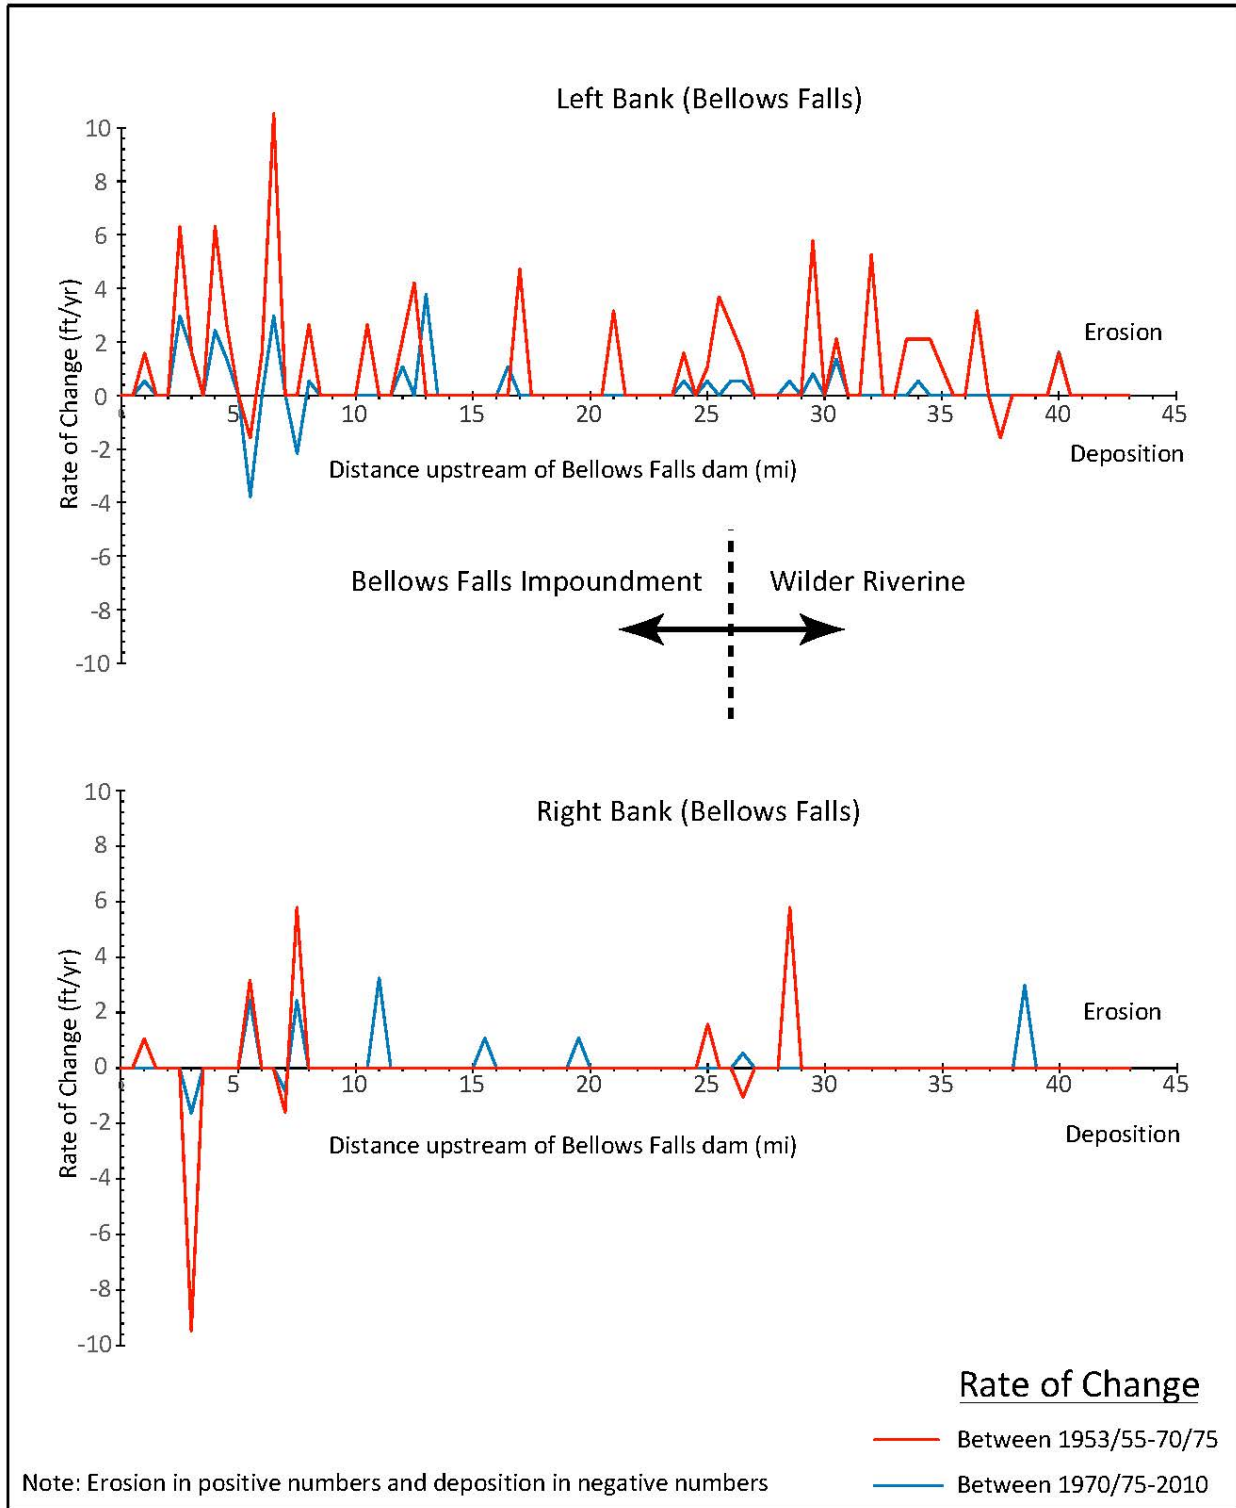 Left Bank (Bellows Falls)
10
8
6
4
2
0
-2
-4
-6
-8
-10
Rate of Change (ft/yr)
5 10 15 20 25 30 35 40 45
Erosion
Deposition
Distance upstream of Bellows Falls dam (mi)
Bellows Falls Impoundment Wilder Riverine
Right Bank (Bellows Falls)
10
8
6
4
2
0
-2
-4
-6
-8
-10
Rate of Change (ft/yr)
5 10 15 20 25 30 35 40 45
Erosion
Deposition
Distance upstream of Bellows Falls dam (mi)
Rate of Change
Between 1953/55-70/75
Between 1970/75-2010
Note: Erosion in positive numbers and deposition in negative numbers